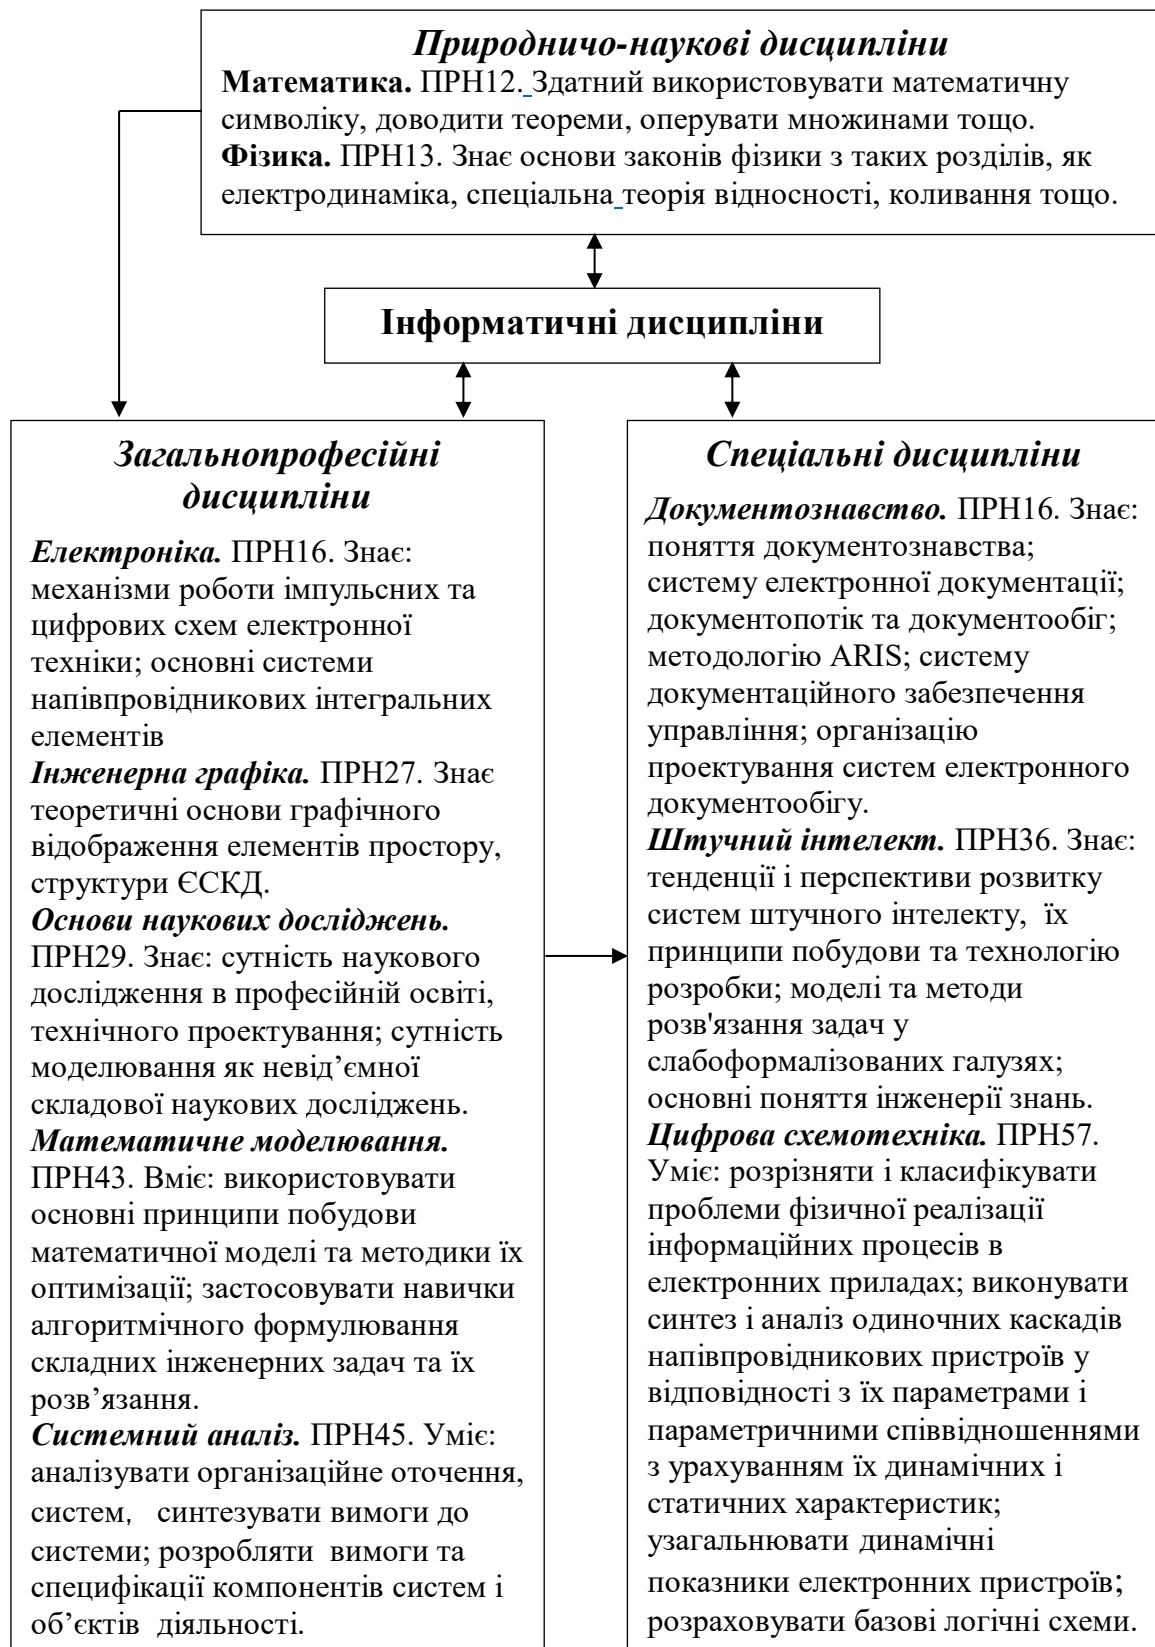 Природничо-наукові дисципліни
Математика. ПРН12. Здатний використовувати математичну
символіку, доводити теореми, оперувати множинами тощо.
Фізика. ПРН13. Знає основи законів фізики з таких розділів, як
електродинаміка, спеціальна теорія відносності, коливання тощо.
Інформатичні дисципліни
Загальнопрофесійні
дисципліни
Електроніка. ПРН16. Знає:
механізми роботи імпульсних та
цифрових схем електронної
техніки; основні системи
напівпровідникових інтегральних
елементів
Інженерна графіка. ПРН27. Знає
теоретичні основи графічного
відображення елементів простору,
структури ЄСКД.
Основи наукових досліджень.
ПРН29. Знає: сутність наукового
дослідження в професійній освіті,
технічного проектування; сутність
моделювання як невід’ємної
складової наукових досліджень.
Математичне моделювання.
ПРН43. Вміє: використовувати
основні принципи побудови
математичної моделі та методики їх
оптимізації; застосовувати навички
алгоритмічного формулювання
складних інженерних задач та їх
розв’язання.
Системний аналіз. ПРН45. Уміє:
аналізувати організаційне оточення,
систем, синтезувати вимоги до
системи; розробляти вимоги та
специфікації компонентів систем і
об’єктів діяльності.
Спеціальні дисципліни
Документознавство. ПРН16. Знає:
поняття документознавства;
систему електронної документації;
документопотік та документообіг;
методологію ARIS; систему
документаційного забезпечення
управління; організацію
проектування систем електронного
документообігу.
Штучний інтелект. ПРН36. Знає:
тенденції і перспективи розвитку
систем штучного інтелекту, їх
принципи побудови та технологію
розробки; моделі та методи
розв'язання задач у
слабоформалізованих галузях;
основні поняття інженерії знань.
Цифрова схемотехніка. ПРН57.
Уміє: розрізняти і класифікувати
проблеми фізичної реалізації
інформаційних процесів в
електронних приладах; виконувати
синтез і аналіз одиночних каскадів
напівпровідникових пристроїв у
відповідності з їх параметрами і
параметричними співвідношеннями
з урахуванням їх динамічних і
статичних характеристик;
узагальнювати динамічні
показники електронних пристроїв;
розраховувати базові логічні схеми.